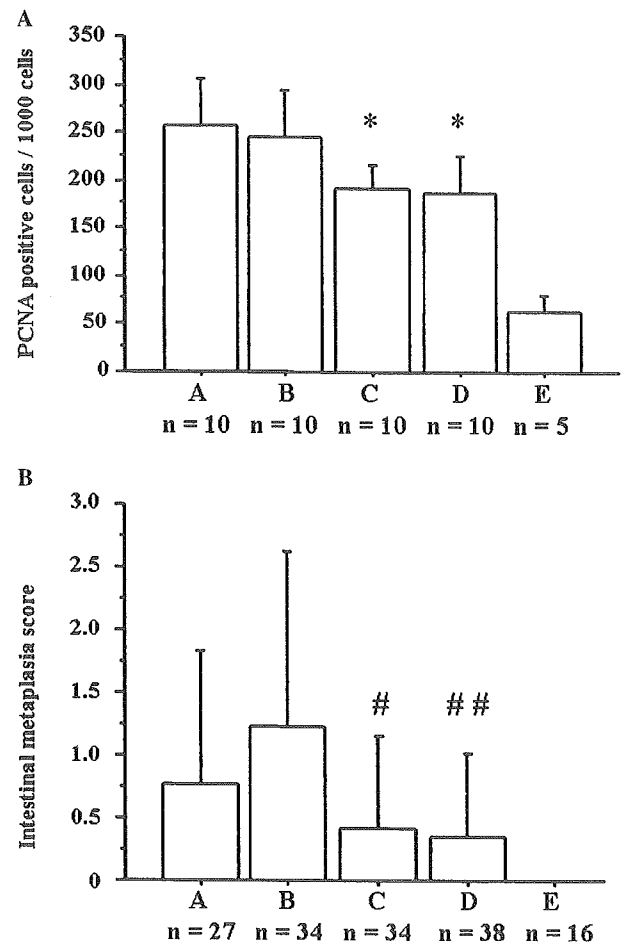 A
PCNA positive cells / 1000 cells
350
300
250
200
150
100
50
0
* *
A B C D E
n = 10 n = 10 n = 10 n = 10 n = 5
B
Intestinal metaplasia score
3.0
2.5
2.0
1.5
1.0
0.5
0
# # #
A B C D E
n = 27 n = 34 n = 34 n = 38 n = 16